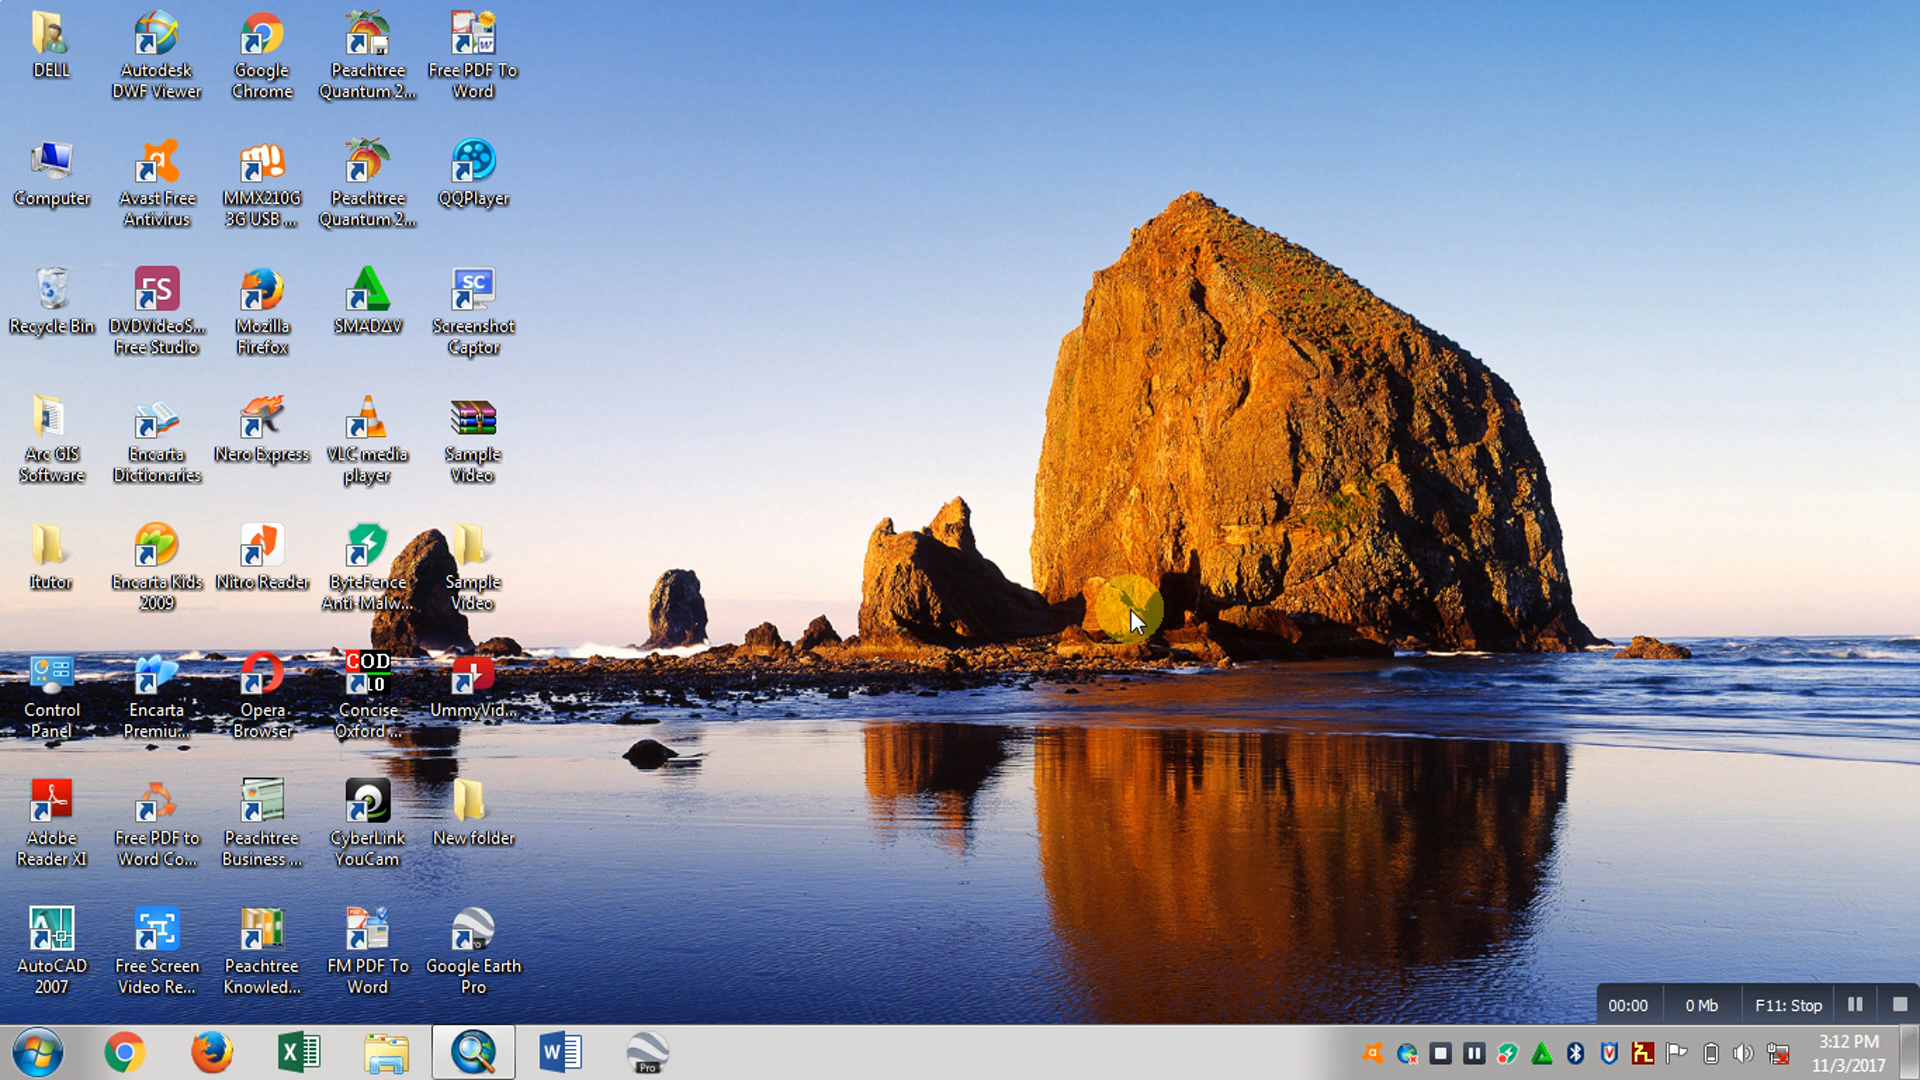 DELL
Autodesk
DWF Viewer
Google
Chrome
Peachtree
Quantum 2...
Free PDF To
Word
Computer
Avast Free
Antivirus
MMX210G
3G USB ...
Peachtree
Quantum 2...
QQPlayer
Recycle Bin
DVDVideoS...
Free Studio
Mozilla
Firefox
SMADΔV
SC
Screenshot
Captor
Arc GIS
Software
Encarta
Dictionaries
Nero Express
VLC media
player
Sample
Video
Itutor
Encarta Kids
2009
Nitro Reader
ByteFence
Anti-Malw...
Sample
Video
Control
Panel
Encarta
Premiu...
Opera
Browser
COD
10
Concise
Oxford ...
UmmyVid...
Adobe
Reader XI
Free PDF to
Word Co...
Peachtree
Business ...
CyberLink
YouCam
New folder
AutoCAD
2007
Free Screen
Video Re...
Peachtree
Knowled...
FM PDF To
Word
Google Earth
Pro
00:00
0 Mb
F11: Stop
Pro
3:12 PM
11/3/2017